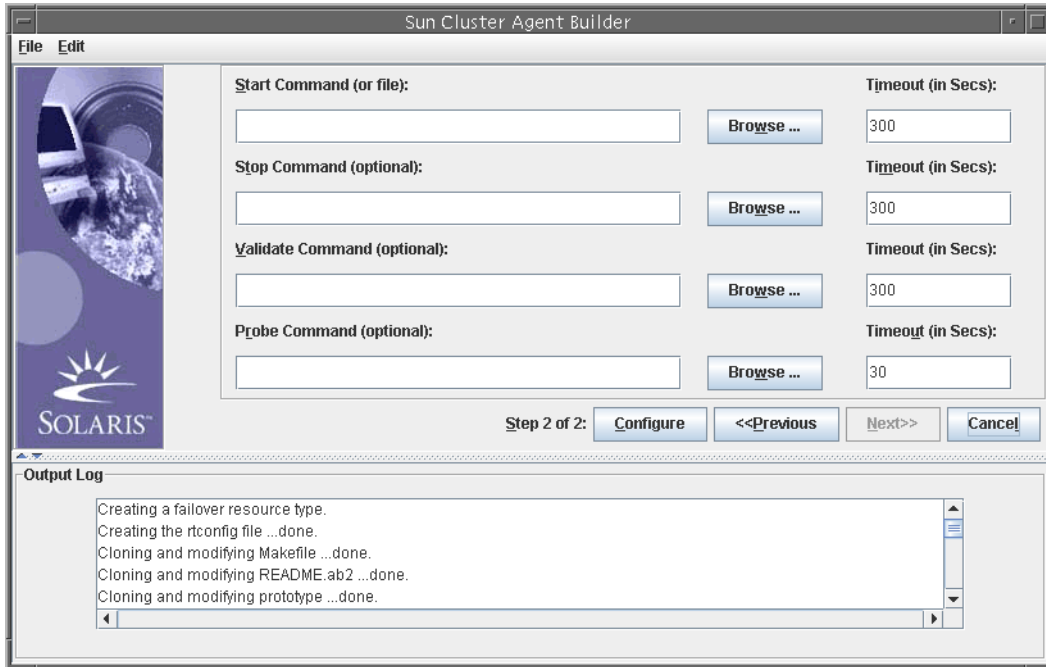 Sun Cluster Agent Builder
File Edit
Start Command (or file): Timeout (in Secs):
Browse ... 300
Stop Command (optional): Timeout (in Secs):
Browse ... 300
Validate Command (optional): Timeout (in Secs):
Browse ... 300
Probe Command (optional): Timeout (in Secs):
Browse ... 30
SOLARIS™
Step 2 of 2: Configure <<Previous Next>> Cancel
Output Log
Creating a failover resource type.
Creating the rtconfig file ...done.
Cloning and modifying Makefile ...done.
Cloning and modifying README.ab2 ...done.
Cloning and modifying prototype ...done.